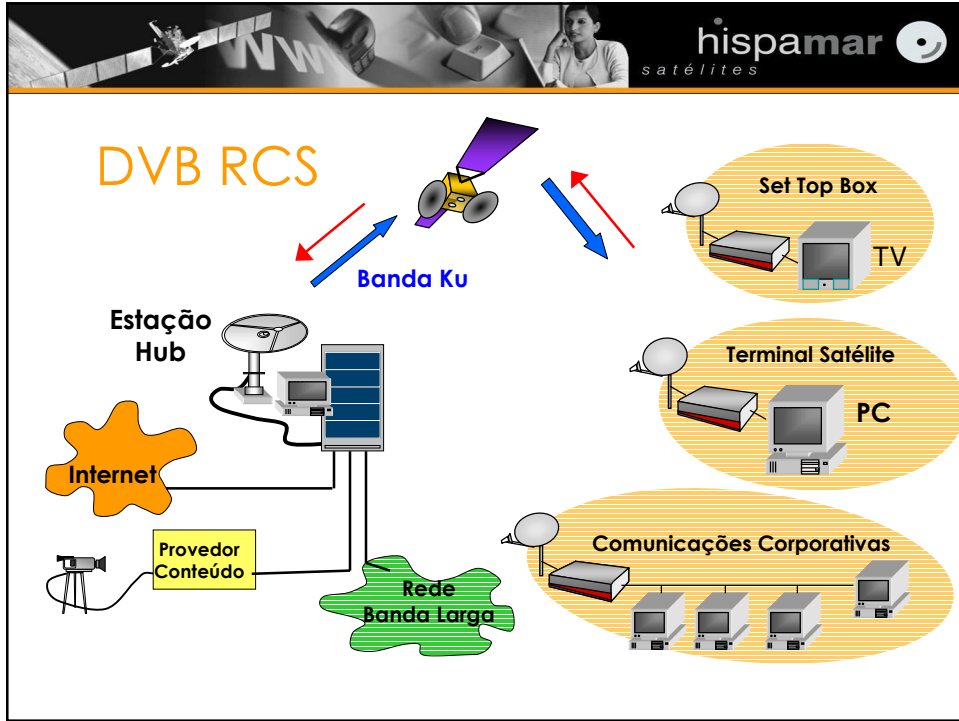 WWW
hispamar
satélites
DVB RCS
Banda Ku
Estação
Hub
Internet
Provedor
Conteúdo
Rede
Banda Larga
Set Top Box
TV
Terminal Satélite
PC
Comunicações Corporativas